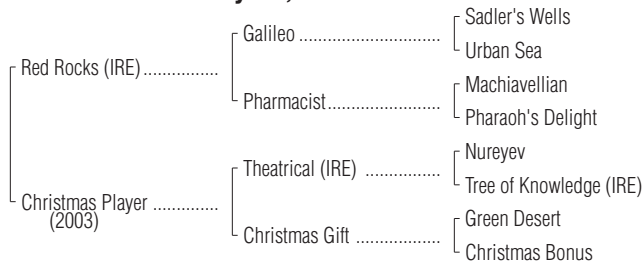 Sadler's Wells
Galileo ..................................
Urban Sea
Red Rocks (IRE) ..................
Machiavellian
Pharmacist ...........................
Pharaoh's Delight
Nureyev
Theatrical (IRE) ..................
Tree of Knowledge (IRE)
Christmas Player ................
(2003)
Green Desert
Christmas Gift .....................
Christmas Bonus